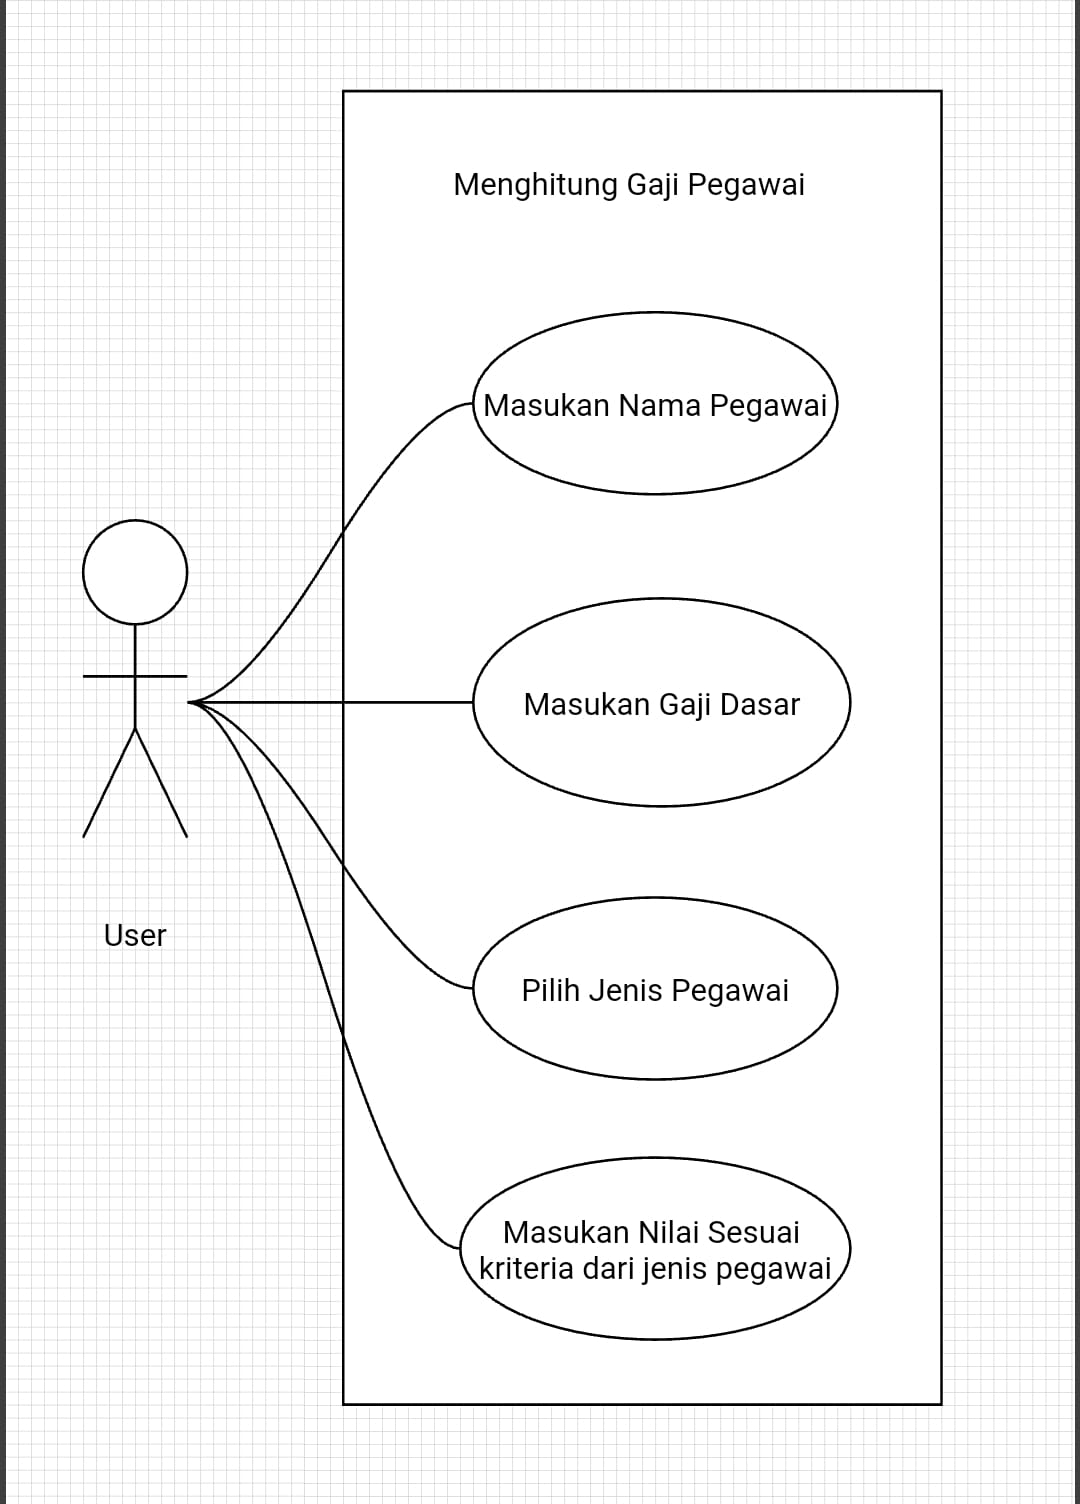 Menghitung Gaji Pegawai
Masukan Nama Pegawai
Masukan Gaji Dasar
Pilih Jenis Pegawai
User
Masukan Nilai Sesuai
kriteria dari jenis pegawai